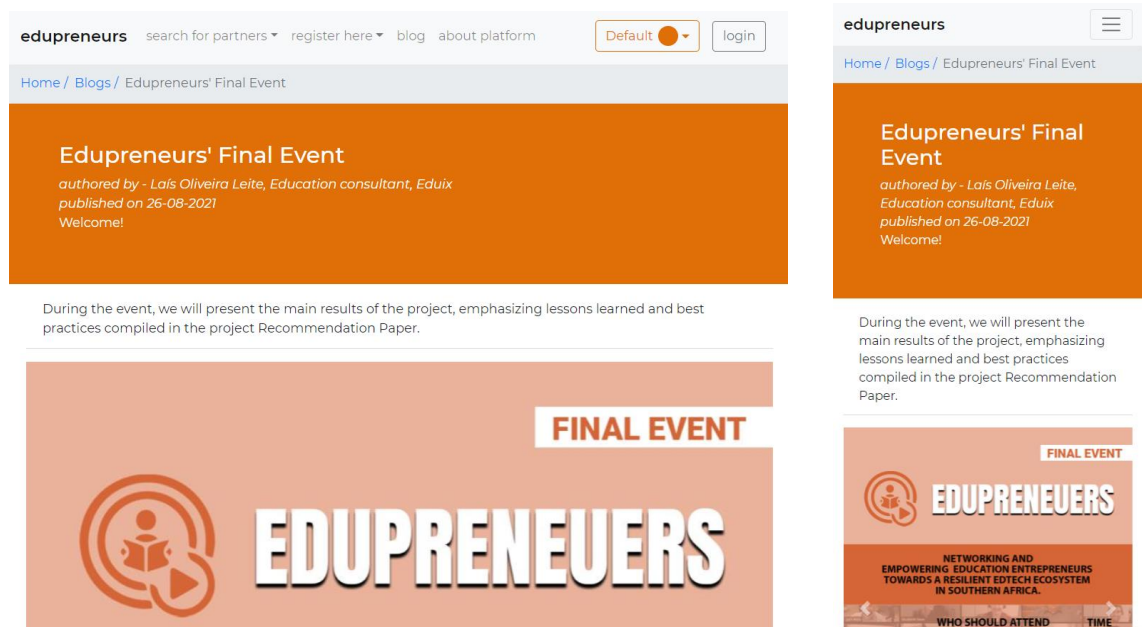 edupreneurs search for partners register here blog about platform Default login
Home / Blogs / Edupreneurs' Final Event
Edupreneurs' Final Event
authored by - Laís Oliveira Leite, Education consultant, Eduix
published on 26-08-2021
Welcome!
During the event, we will present the main results of the project, emphasizing lessons learned and best
practices compiled in the project Recommendation Paper.
FINAL EVENT
EDUPRENEUERS
edupreneurs
Home / Blogs / Edupreneurs' Final Event
Edupreneurs' Final
Event
authored by - Laís Oliveira Leite,
Education consultant, Eduix
published on 26-08-2021
Welcome!
During the event, we will present the
main results of the project, emphasizing
lessons learned and best practices
compiled in the project Recommendation
Paper.
FINAL EVENT
EDUPRENEUERS
NETWORKING AND
EMPOWERING EDUCATION ENTREPRENEURS
TOWARDS A RESILIENT EDTECH ECOSYSTEM
IN SOUTHERN AFRICA.
WHO SHOULD ATTEND TIME